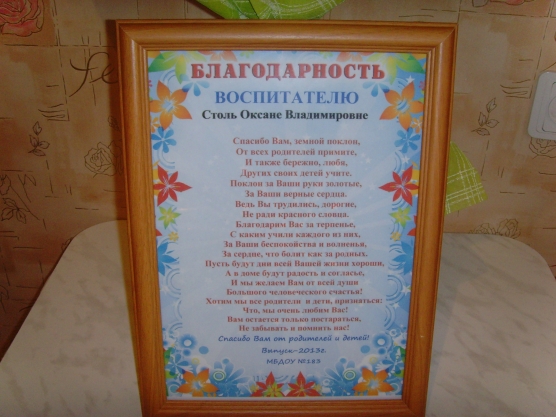 БЛАГОДАРНОСТЬ
ВОСПИТАТЕЛЮ
Столь Оксане Владимировне
Спасибо Вам, земной поклон,
От всех родителей примите,
И также бережно, любя,
Других своих детей учите.
Поклон за Ваши руки золотые,
За Ваши верные сердца.
Ведь Вы трудились, дорогие,
Не ради красного словца.
Благодарим Вас за терпенье,
С каким учили каждого из них,
За Ваши беспокойства и волненья,
За сердце, что болит как за родных.
Пусть будут дни всей Вашей жизни хороши,
А в доме будут радость и согласье,
И мы желаем Вам от всей души
Большого человеческого счастья!
Хотим мы все родители и дети, признаться!
Что, мы очень любим Вас!
Вам остается только постараться,
Не забывать и помнить нас!
Спасибо Вам от родителей и детей!
Выпуск-2013г.
МБДОУ №183